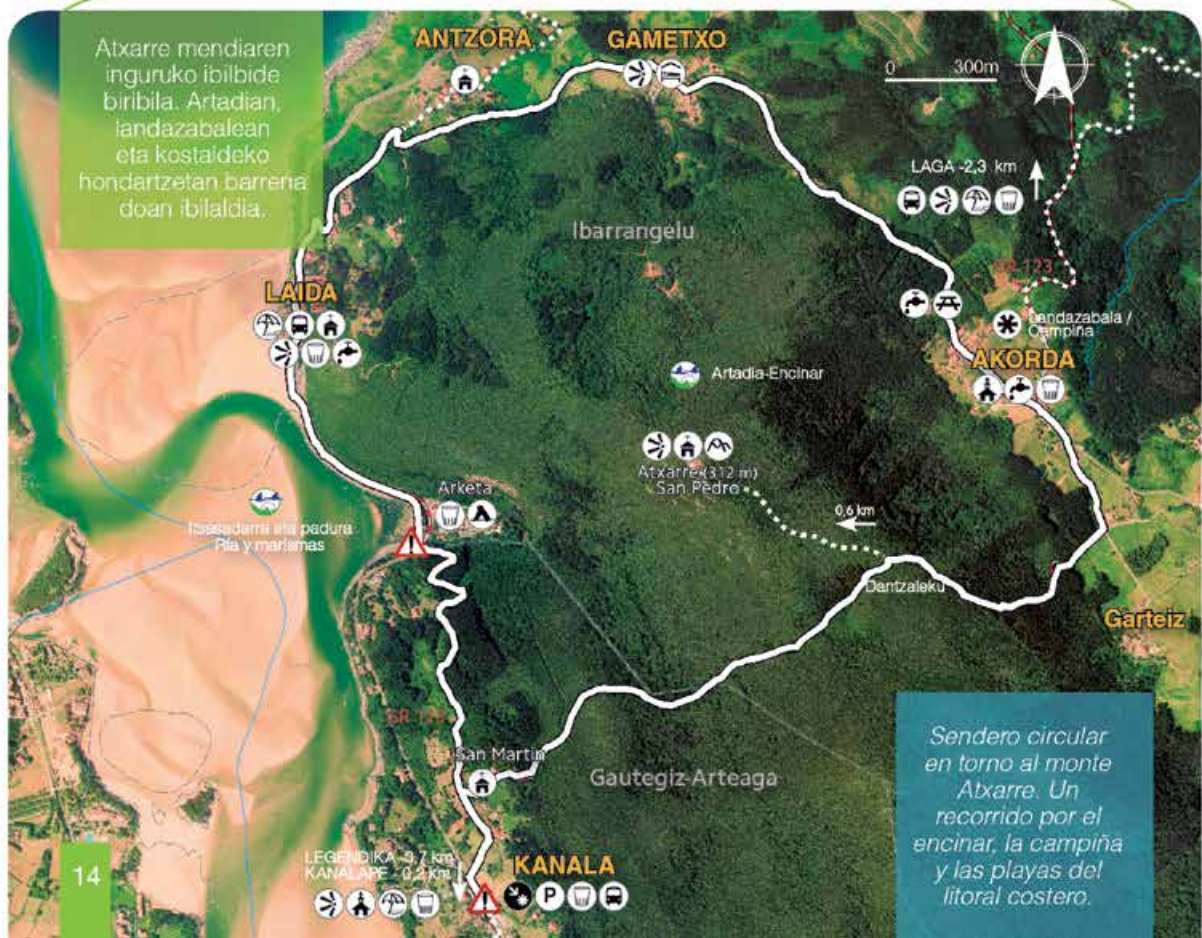 Atxarre mendiaren
inguruko ibilbide
biribila. Artadian,
landazabalean
eta kostaldeko
hondartzetan barrena
doan ibilaldia.
ANTZORA
GAMETXO
0 300m
LAGA -2,3 km
Ibarrangelu
GR 123
LAIDA
Landazabala /
Campiña
AKORDA
Artadia-Encinar
Atxarre (312 m)
San Pedro
Arketa
0,6 km
Itsasadarra eta padura
Ría y marismas
Dantzaleku
Garteiz
GR 123
San Martin
Gautegiz-Arteaga
Sendero circular
en torno al monte
Atxarre. Un
recorrido por el
encinar, la campiña
y las playas del
litoral costero.
LEGENDIKA -3,7 km
KANALAPE - 0,2 km
KANALA
P
14